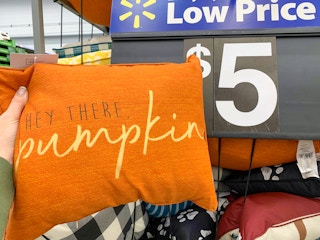 Low Price
$5
HEY THERE,
pumpkin